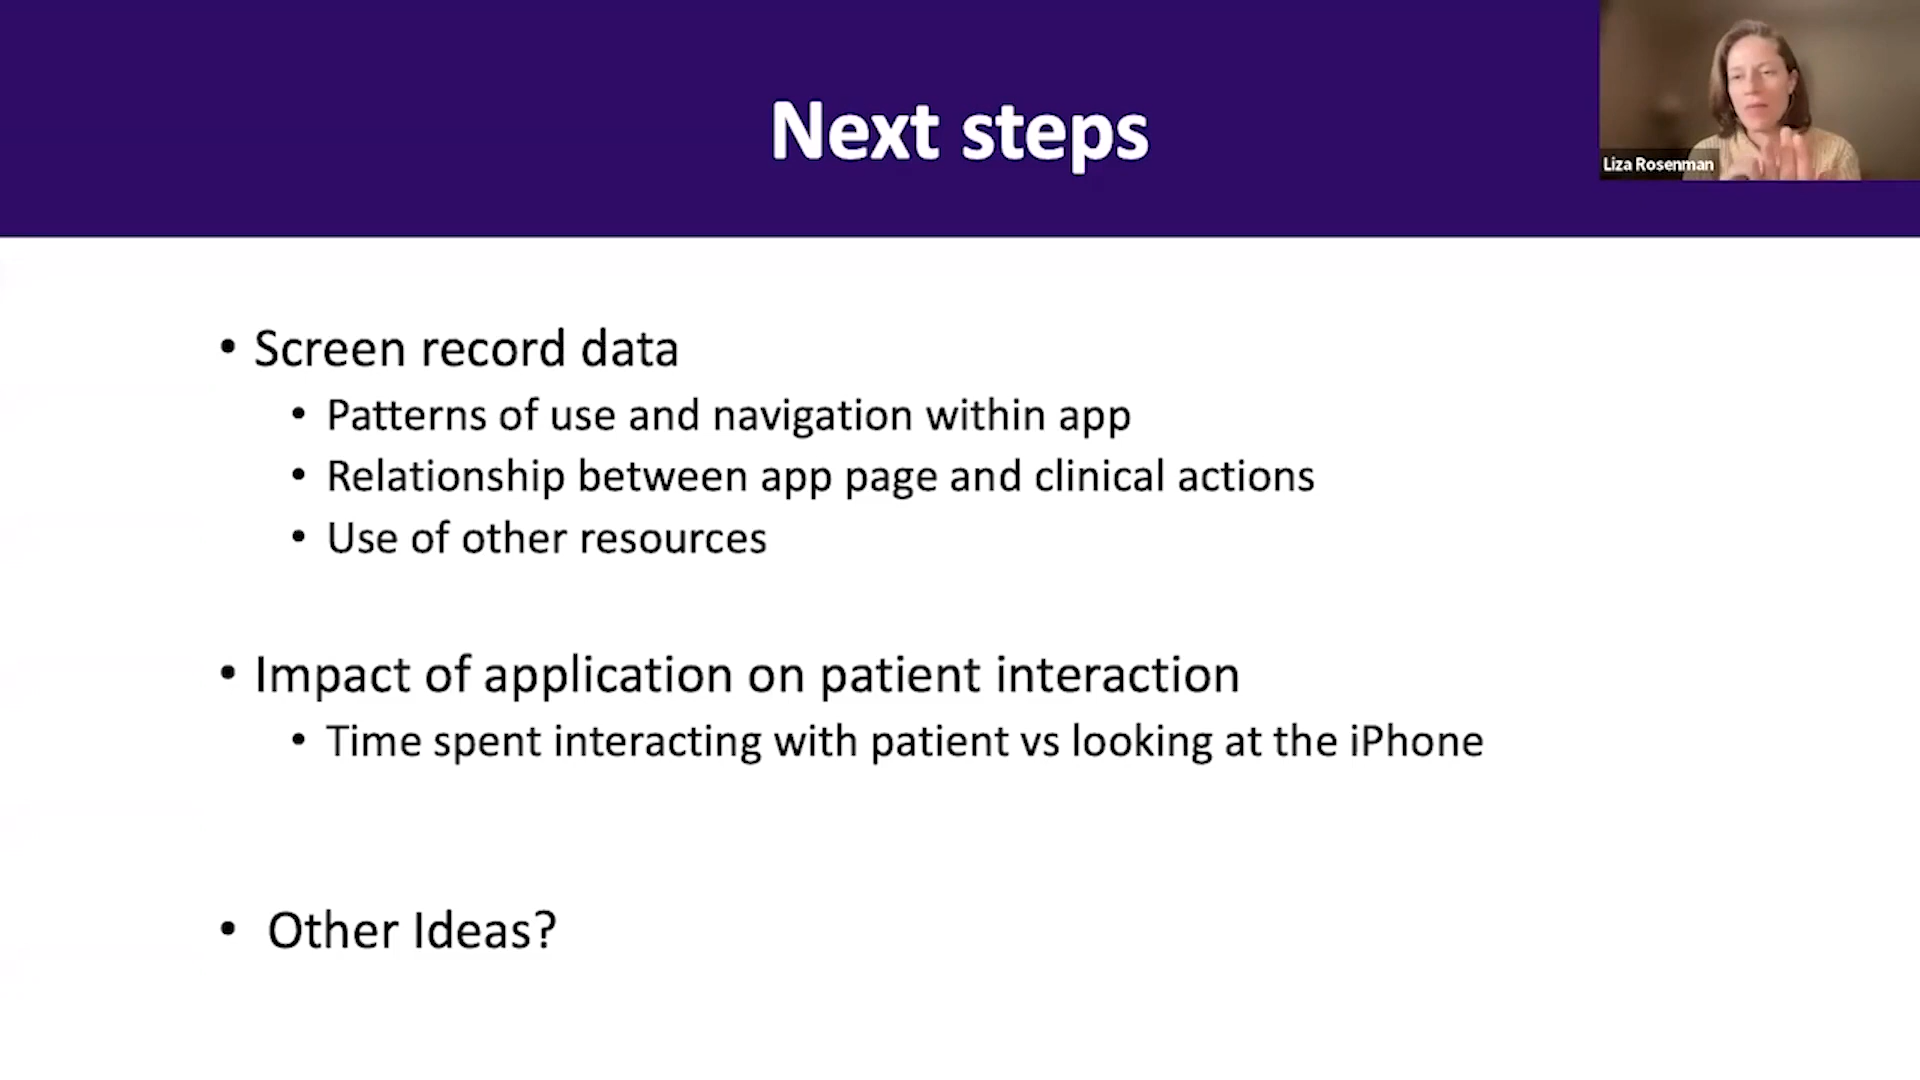 Next steps
Liza Rosenman
• Screen record data
• Patterns of use and navigation within app
• Relationship between app page and clinical actions
• Use of other resources
• Impact of application on patient interaction
• Time spent interacting with patient vs looking at the iPhone
• Other Ideas?